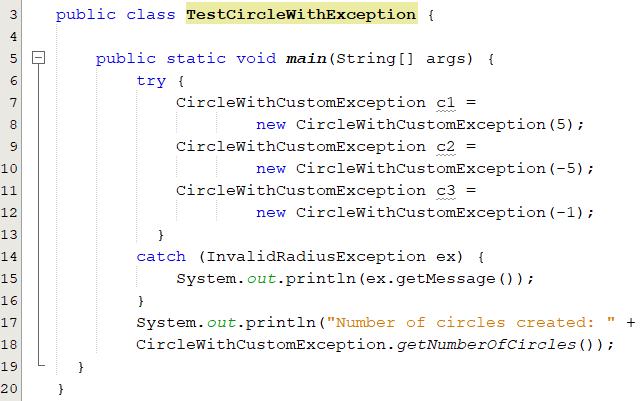 3 public class TestCircleWithException {
4
5 public static void main(String[] args) {
6 try {
7 CircleWithCustomException c1 =
8 new CircleWithCustomException(5);
9 CircleWithCustomException c2 =
10 new CircleWithCustomException(-5);
11 CircleWithCustomException c3 =
12 new CircleWithCustomException(-1);
13 }
14 catch (InvalidRadiusException ex) {
15 System.out.println(ex.getMessage());
16 }
17 System.out.println("Number of circles created: " +
18 CircleWithCustomException.getNumberOfCircles());
19 }
20 }